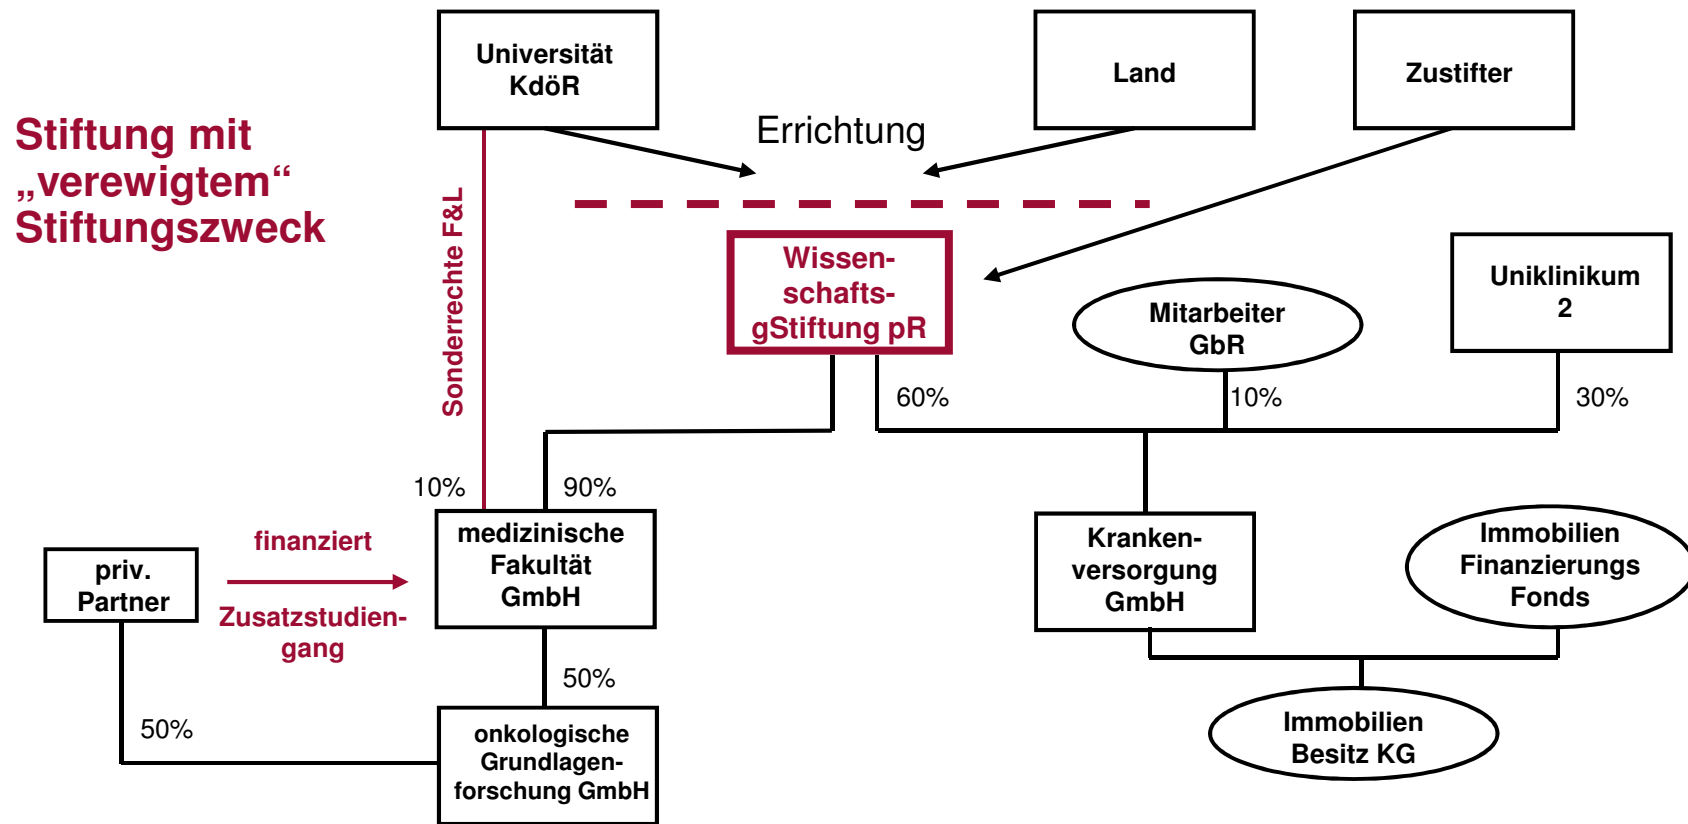 Stiftung mit
„verewigtem“
Stiftungszweck
Universität
KdöR
Land
Zustifter
Errichtung
Sonderrechte F&L
Wissen-
schafts-
gStiftung pR
Mitarbeiter
GbR
Uniklinikum
2
60%
10%
30%
10%
90%
priv.
Partner
finanziert
Zusatzstudien-
gang
medizinische
Fakultät
GmbH
Kranken-
versorgung
GmbH
Immobilien
Finanzierungs
Fonds
50%
50%
onkologische
Grundlagen-
forschung GmbH
Immobilien
Besitz KG